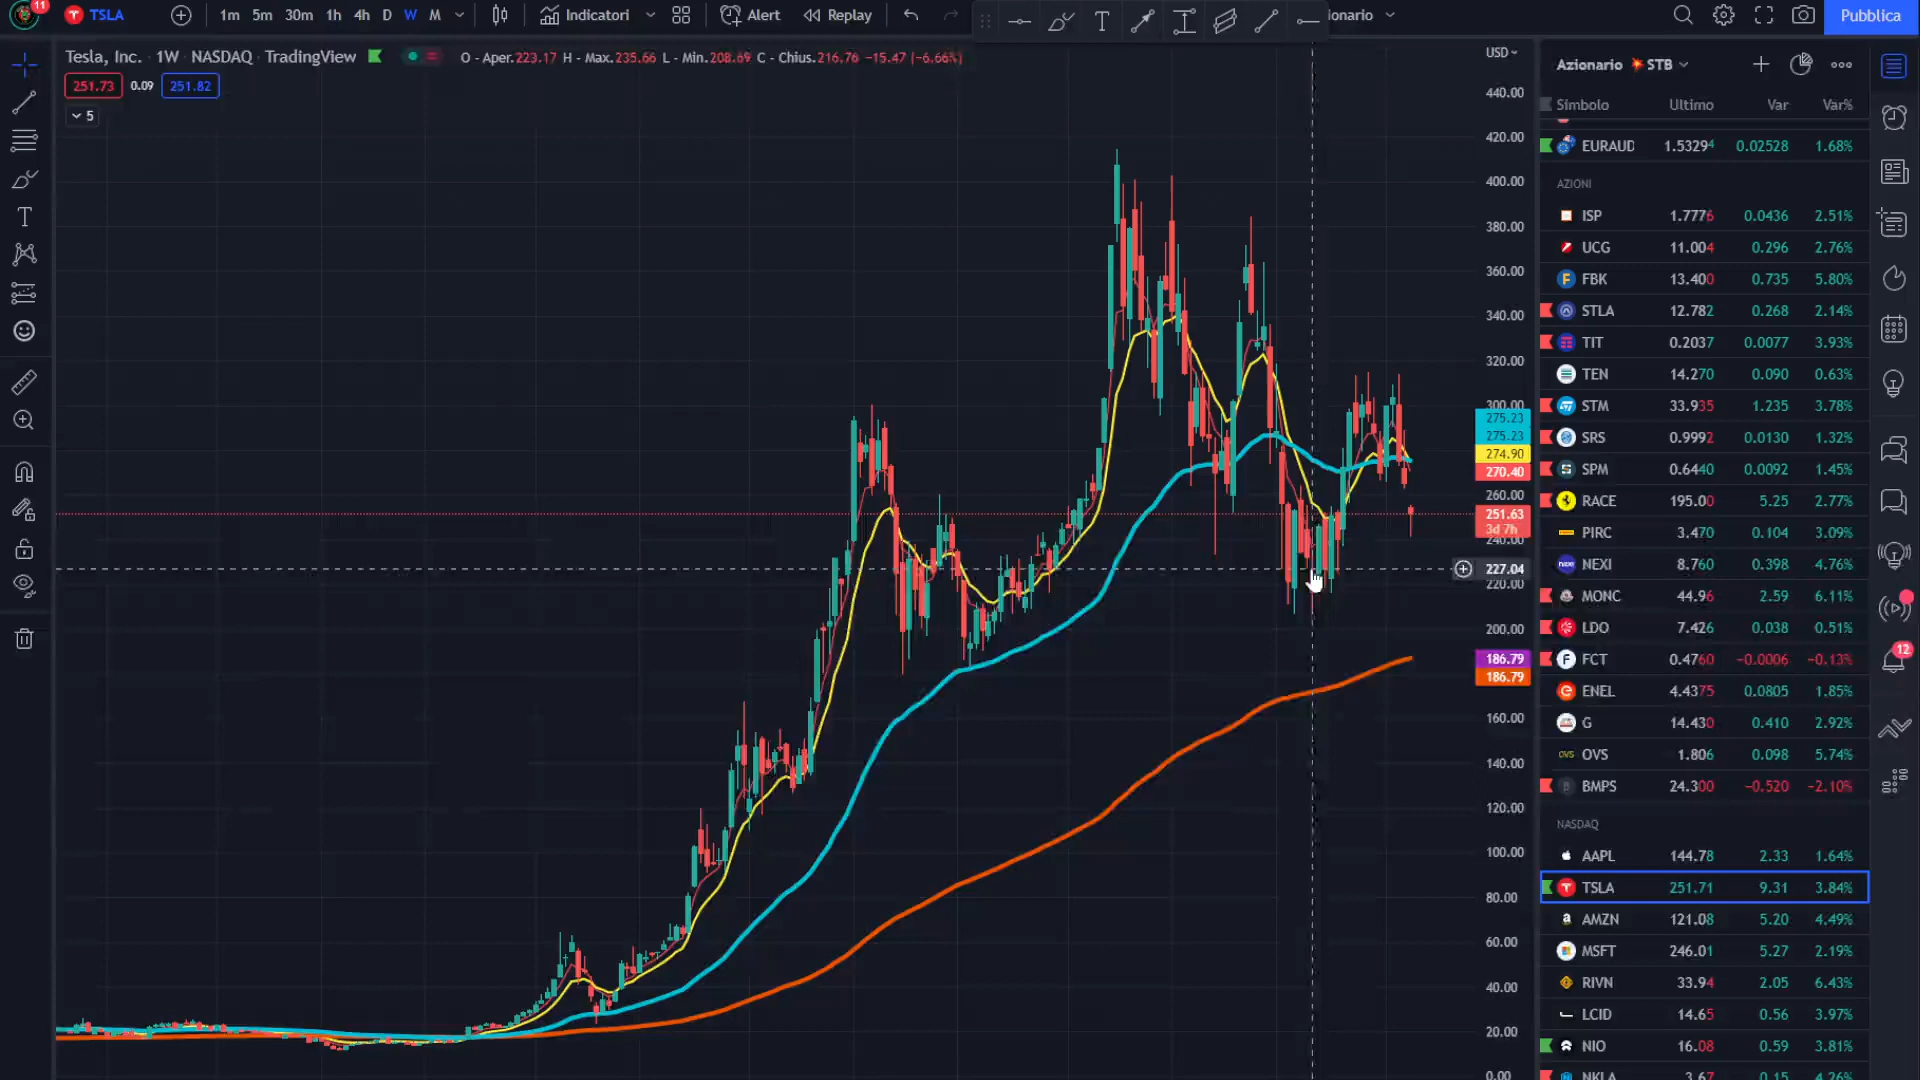 11
TSLA
1m 5m 30m 1h 4h D W M
Indicatori
Alert
Replay
ionario
Pubblica
Tesla, Inc. · 1W · NASDAQ · TradingView
O - Aper.223.17 H - Max.235.66 L - Min.208.69 C - Chius.216.76 −15.47 (−6.66%)
251.73 0.09 251.82
5
USD
440.00
420.00
400.00
380.00
360.00
340.00
320.00
300.00
275.23
275.23
274.90
270.40
260.00
251.63
3d 7h
240.00
227.04
220.00
200.00
186.79
186.79
160.00
140.00
120.00
100.00
80.00
60.00
40.00
20.00
0.00
Azionario STB
Simbolo Ultimo Var Var%
EURAUD 1.53294 0.02528 1.68%
AZIONI
ISP 1.7776 0.0436 2.51%
UCG 11.004 0.296 2.76%
FBK 13.400 0.735 5.80%
STLA 12.782 0.268 2.14%
TIT 0.2037 0.0077 3.93%
TEN 14.270 0.090 0.63%
STM 33.935 1.235 3.78%
SRS 0.9992 0.0130 1.32%
SPM 0.6440 0.0092 1.45%
RACE 195.00 5.25 2.77%
PIRC 3.470 0.104 3.09%
NEXI 8.760 0.398 4.76%
MONC 44.96 2.59 6.11%
LDO 7.426 0.038 0.51%
FCT 0.4760 −0.0006 −0.13%
ENEL 4.4375 0.0805 1.85%
G 14.430 0.410 2.92%
OVS 1.806 0.098 5.74%
BMPS 24.300 −0.520 −2.10%
NASDAQ
AAPL 144.78 2.33 1.64%
TSLA 251.71 9.31 3.84%
AMZN 121.08 5.20 4.49%
MSFT 246.01 5.27 2.19%
RIVN 33.94 2.05 6.43%
LCID 14.65 0.56 3.97%
NIO 16.08 0.59 3.81%
NKLA 3.67 0.15 4.26%
12